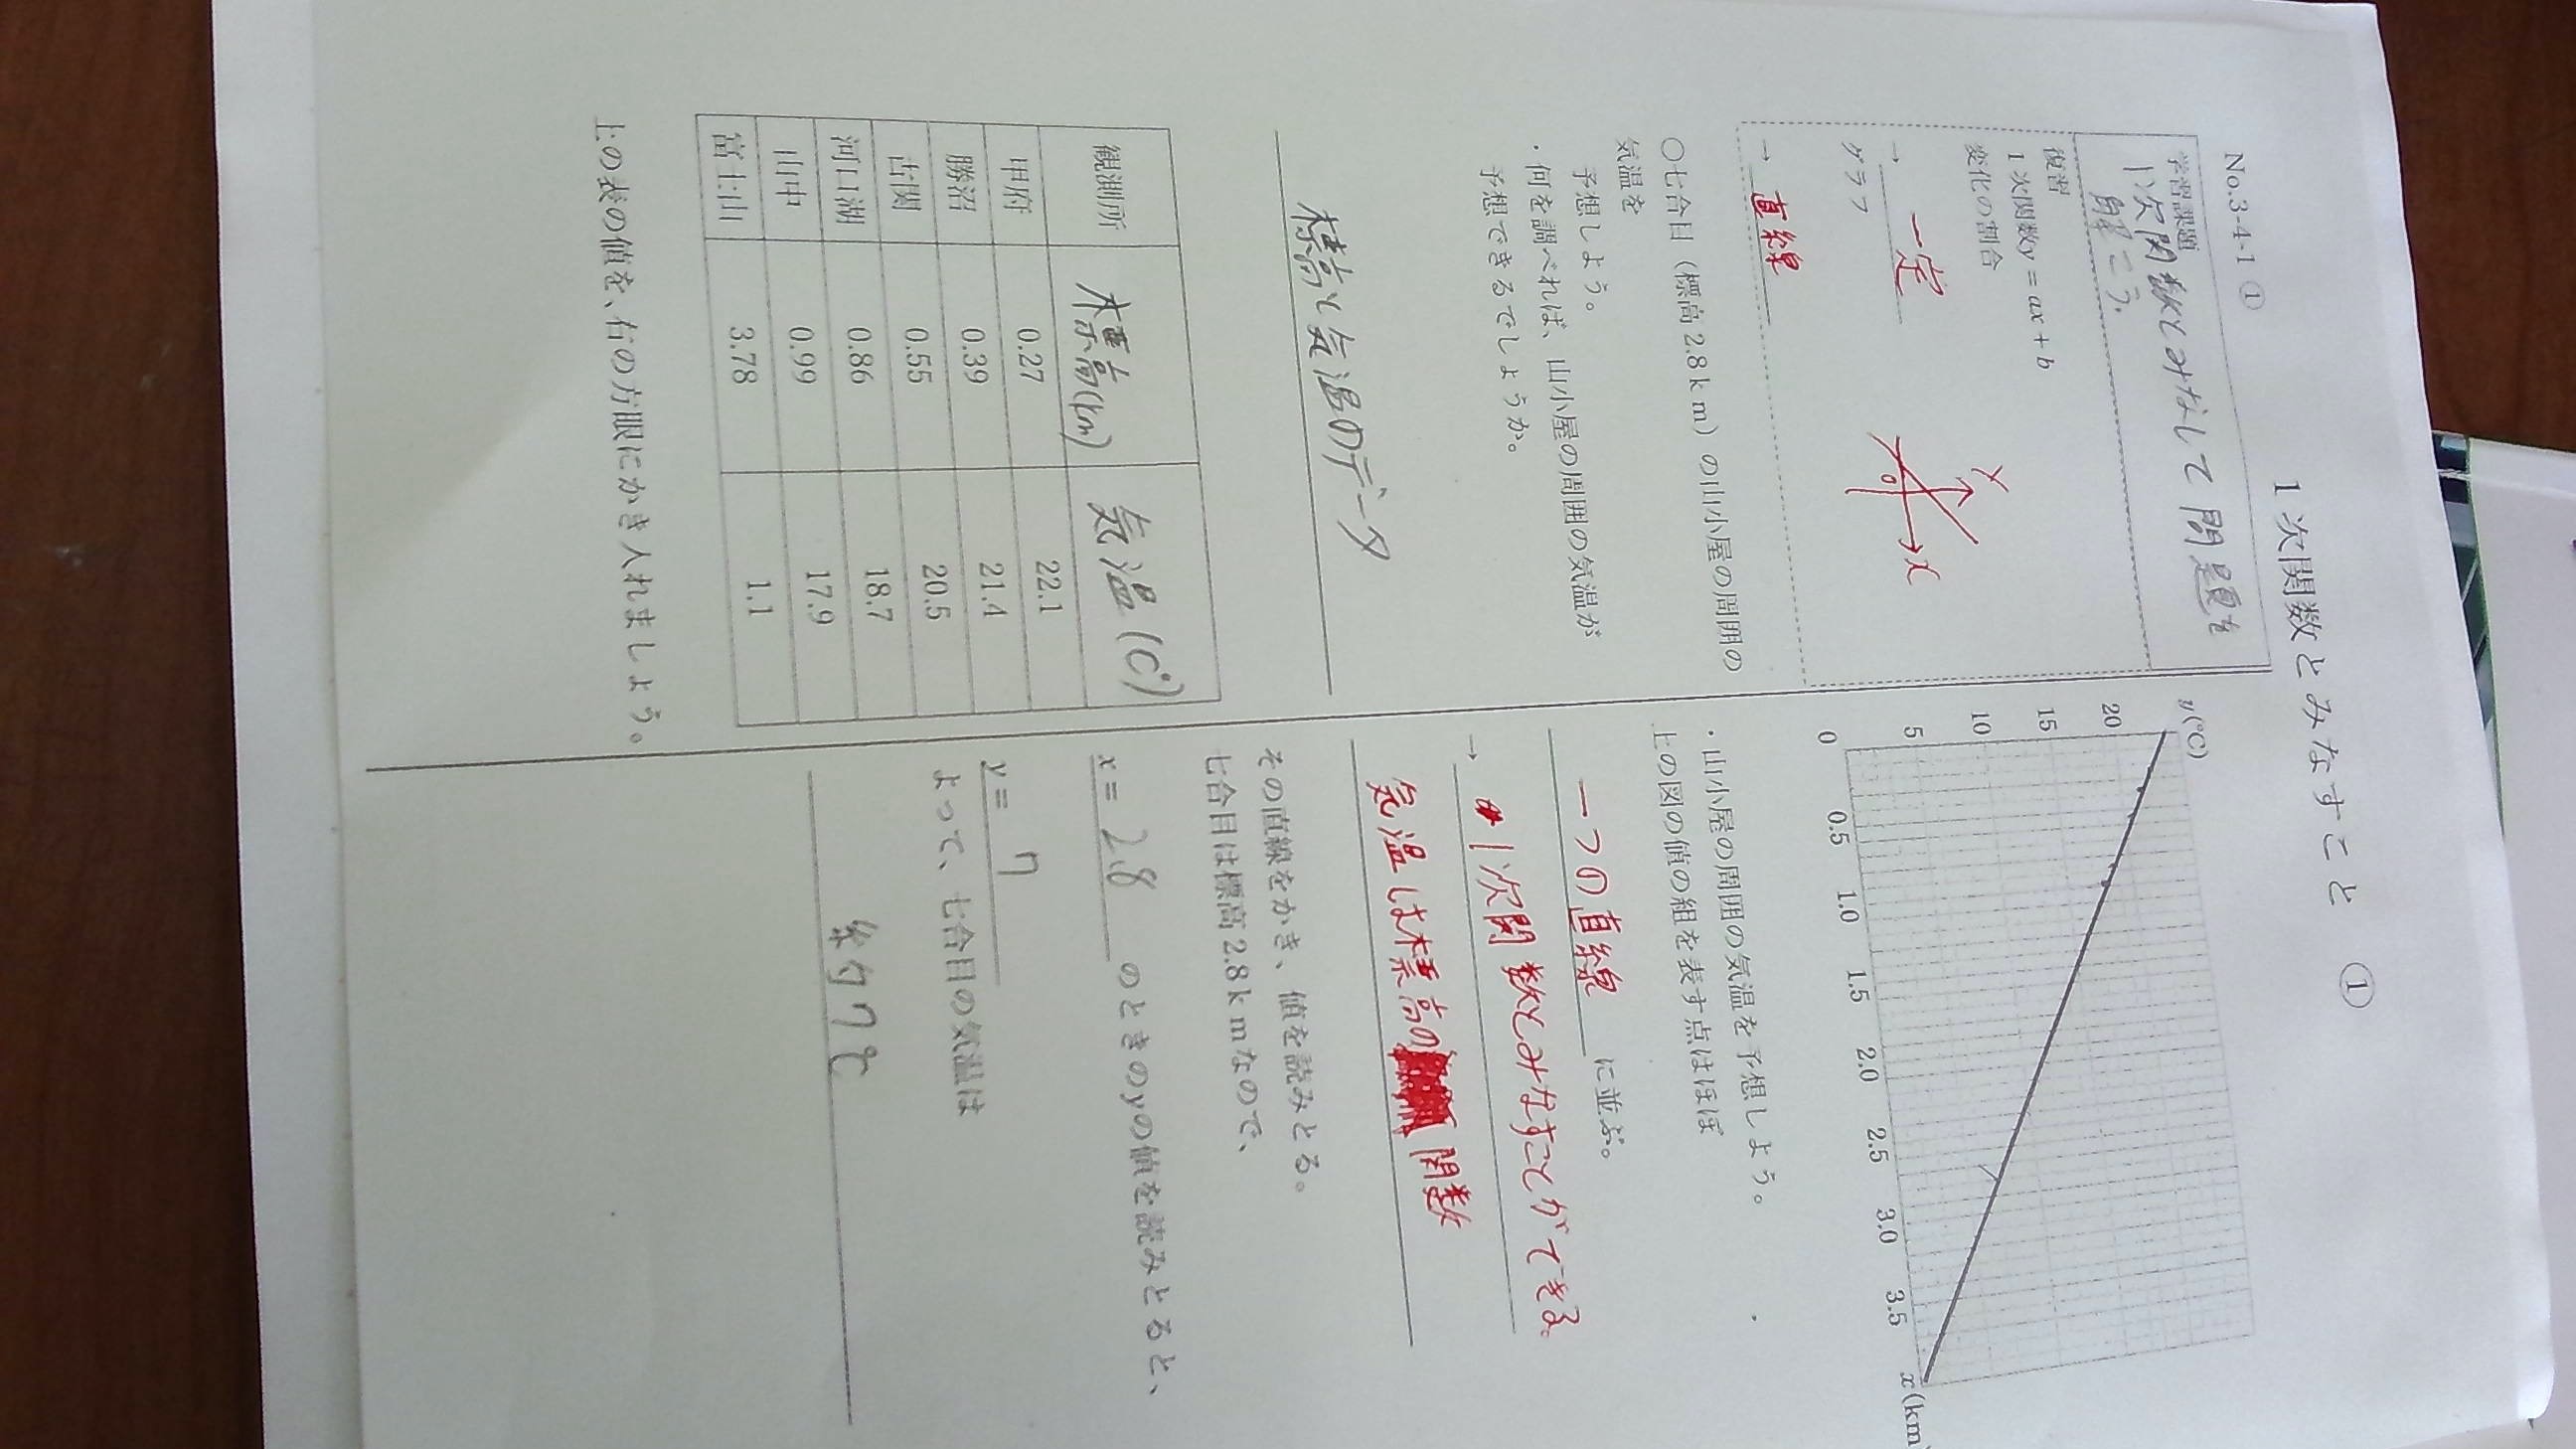 1次関数とみなすこと ①
No.3-4-1 ①
学習課題
1次関数とみなして問題を
解こう.
復習
1次関数y = ax + b
変化の割合
→ 一定
y
x
0
グラフ
→ 直線
○七合目（標高2.8ｋｍ）の山小屋の周囲の
気温を
予想しよう。
・何を調べれば、山小屋の周囲の気温が
予想できるでしょうか。
標高と気温のデータ
観測所 標高(km) 気温(C°)
甲府 0.27 22.1
勝沼 0.39 21.4
古関 0.55 20.5
河口湖 0.86 18.7
山中 0.99 17.9
富士山 3.78 1.1
上の表の値を、右の方眼にかき入れましょう。
y(℃)
20
15
10
5
0 0.5 1.0 1.5 2.0 2.5 3.0 3.5 x(km
・山小屋の周囲の気温を予想しよう。
上の図の値の組を表す点はほぼ
一つの直線 に並ぶ。
→ 1次関数とみなすことができる。
気温は標高の 関数
その直線をかき、値を読みとる。
七合目は標高2.8ｋｍなので、
x = 2.8 のときのyの値を読みとると、
y = 7
よって、七合目の気温は
約7℃